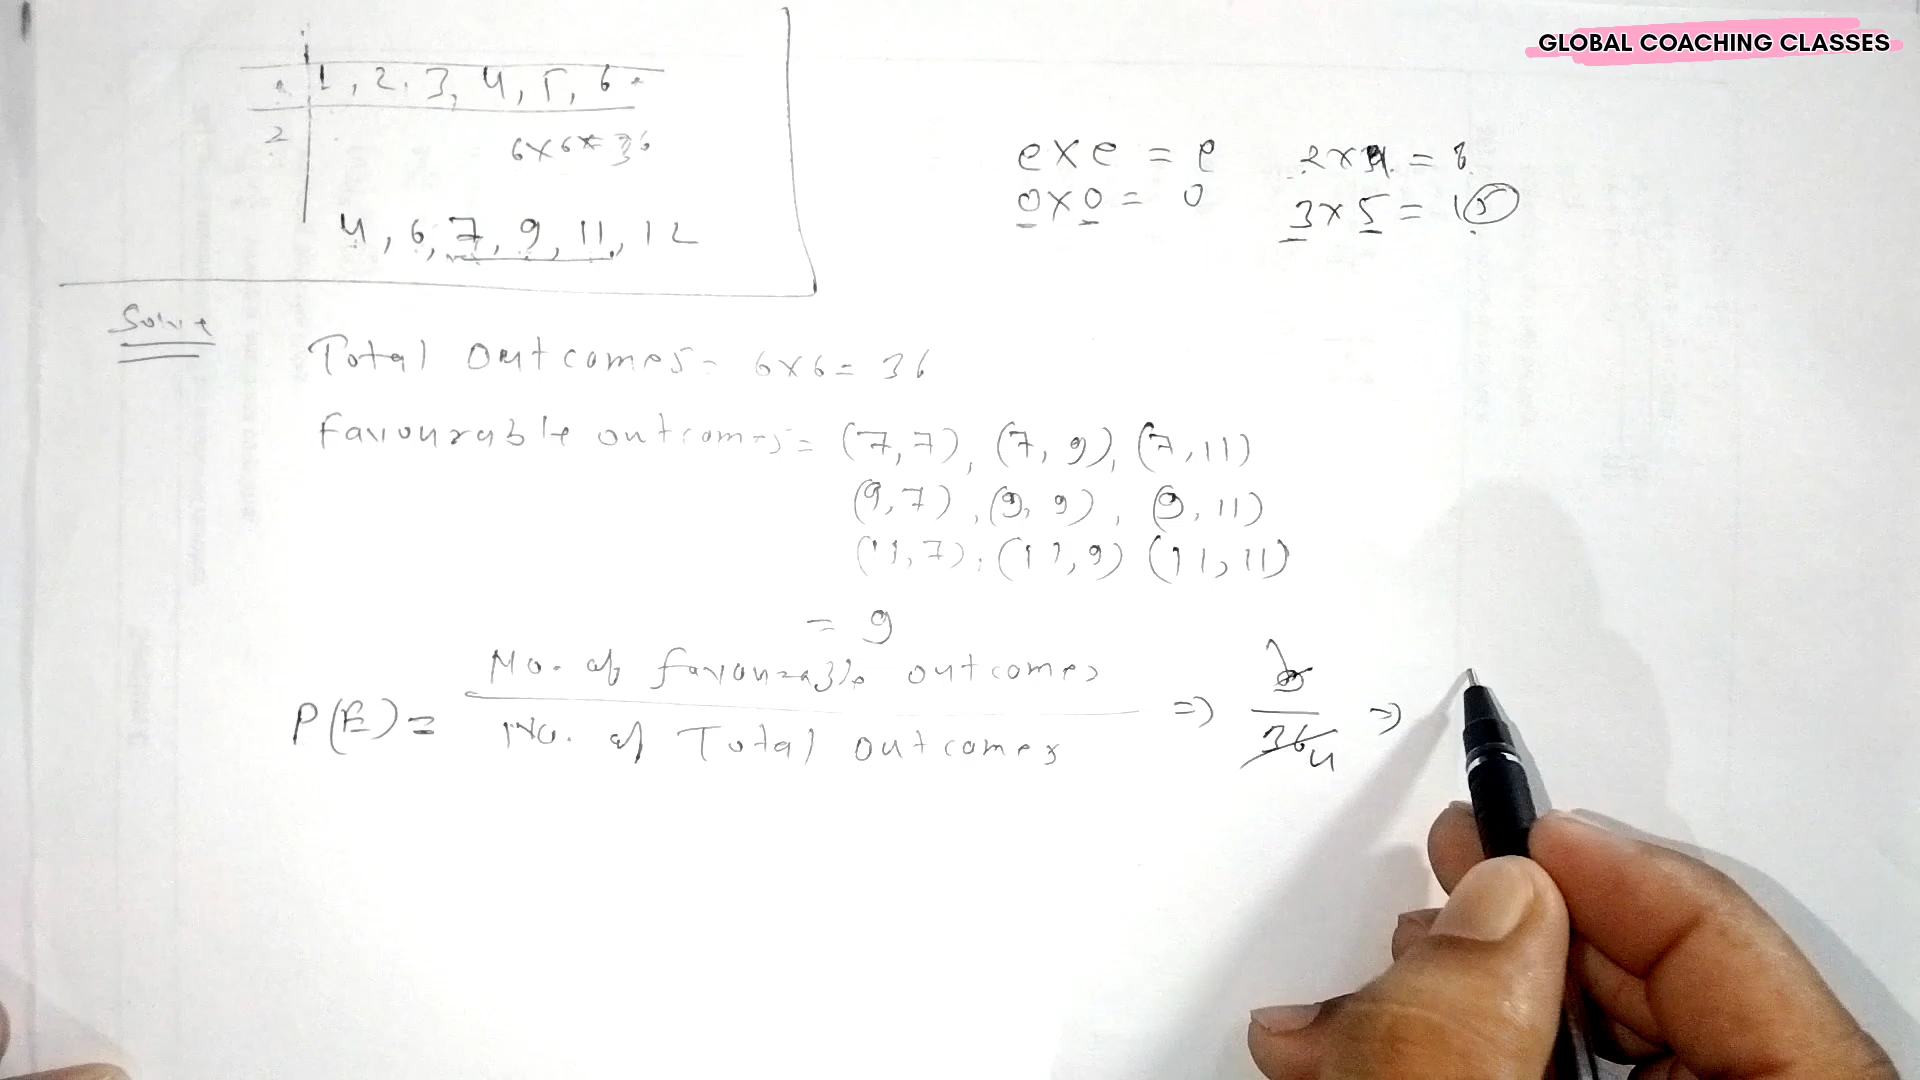 GLOBAL COACHING CLASSES
1, 2, 3, 4, 5, 6
2
6×6=36
4, 6, 7, 9, 11, 12
e×e = e
2×4 = 8
o×o = o
3×5 = 15
Solve
Total outcomes = 6×6 = 36
favourable outcomes = (7,7), (7,9), (7,11)
(9,7), (9,9), (9,11)
(11,7), (11,9) (11,11)
= 9
P(E) = No. of favourable outcomes / No. of Total outcomes ⇒ 9/36 4 ⇒